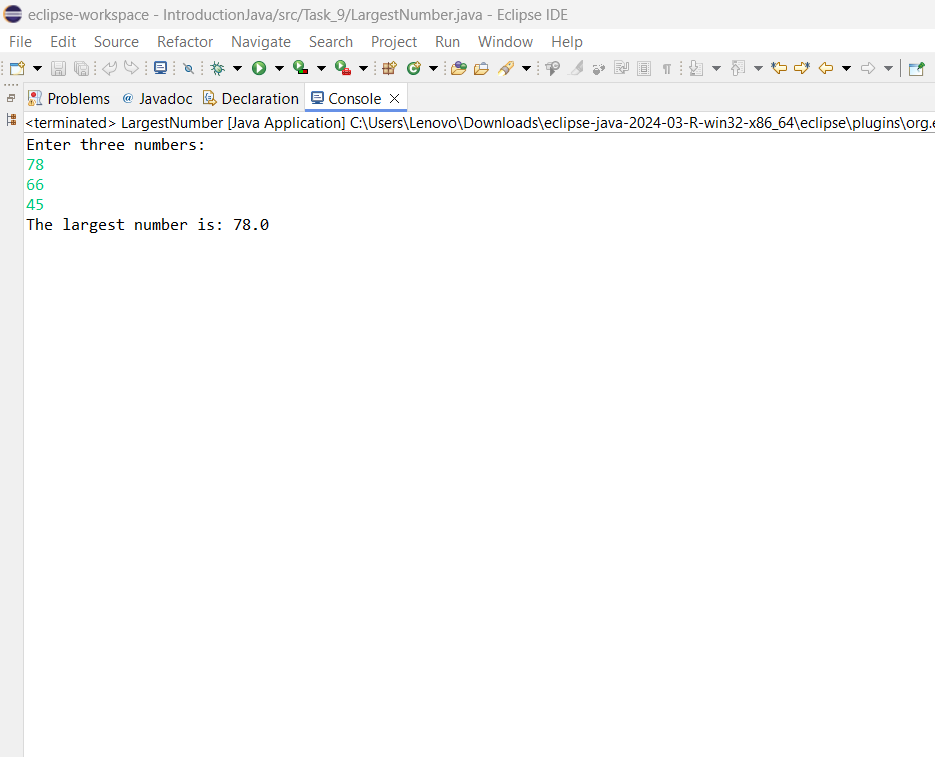 eclipse-workspace - IntroductionJava/src/Task_9/LargestNumber.java - Eclipse IDE
File Edit Source Refactor Navigate Search Project Run Window Help
Problems @ Javadoc Declaration Console
<terminated> LargestNumber [Java Application] C:\Users\Lenovo\Downloads\eclipse-java-2024-03-R-win32-x86_64\eclipse\plugins\org.e
Enter three numbers:
78
66
45
The largest number is: 78.0